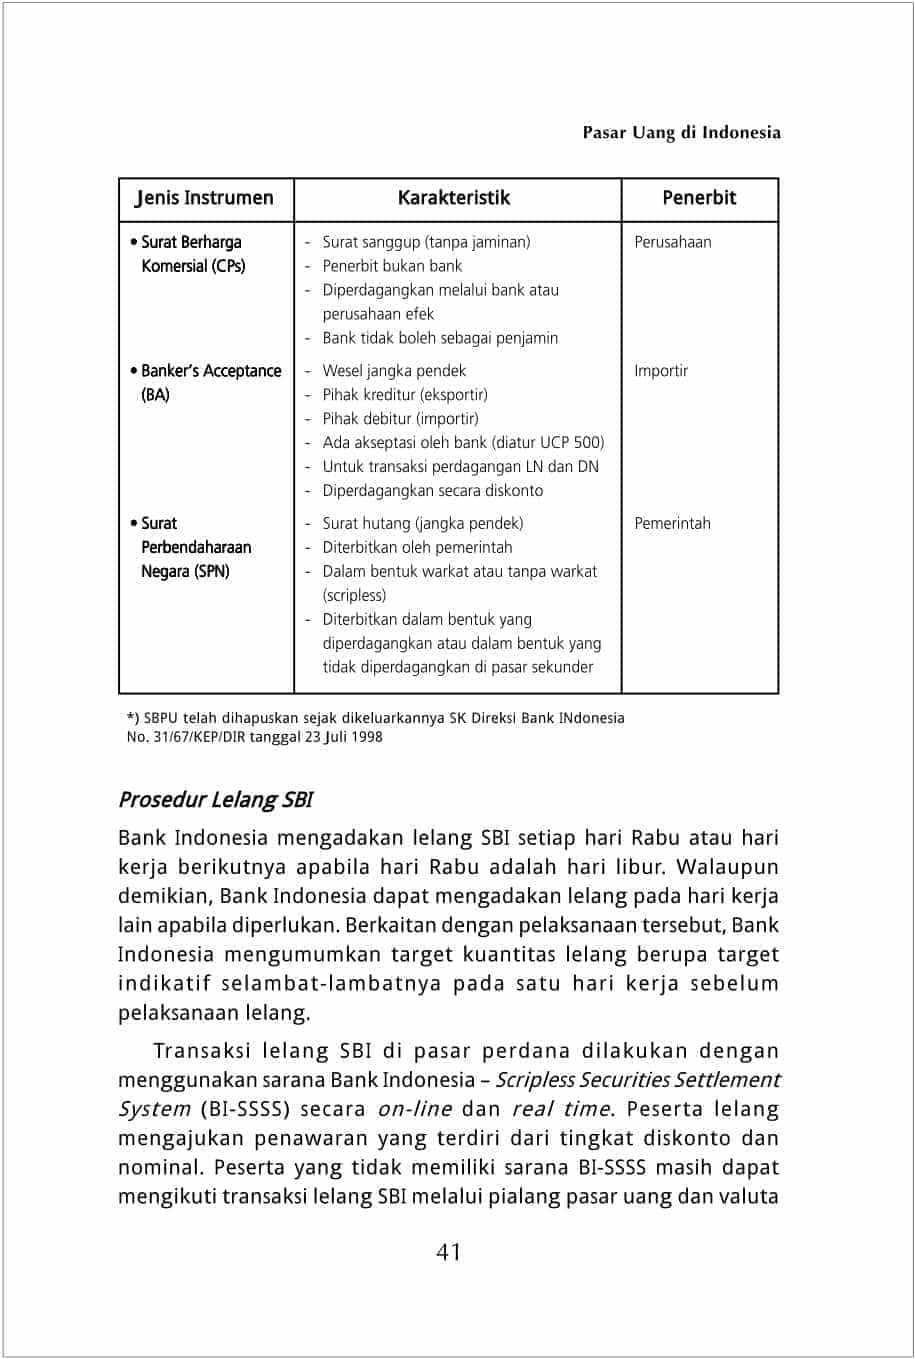 Pasar Uang di Indonesia
Jenis Instrumen Karakteristik Penerbit
• Surat Berharga - Surat sanggup (tanpa jaminan) Perusahaan
Komersial (CPs) - Penerbit bukan bank
- Diperdagangkan melalui bank atau
perusahaan efek
- Bank tidak boleh sebagai penjamin
• Banker's Acceptance - Wesel jangka pendek Importir
(BA) - Pihak kreditur (eksportir)
- Pihak debitur (importir)
- Ada akseptasi oleh bank (diatur UCP 500)
- Untuk transaksi perdagangan LN dan DN
- Diperdagangkan secara diskonto
• Surat - Surat hutang (jangka pendek) Pemerintah
Perbendaharaan - Diterbitkan oleh pemerintah
Negara (SPN) - Dalam bentuk warkat atau tanpa warkat
(scripless)
- Diterbitkan dalam bentuk yang
diperdagangkan atau dalam bentuk yang
tidak diperdagangkan di pasar sekunder
*) SBPU telah dihapuskan sejak dikeluarkannya SK Direksi Bank INdonesia
No. 31/67/KEP/DIR tanggal 23 Juli 1998
Prosedur Lelang SBI
Bank Indonesia mengadakan lelang SBI setiap hari Rabu atau hari
kerja berikutnya apabila hari Rabu adalah hari libur. Walaupun
demikian, Bank Indonesia dapat mengadakan lelang pada hari kerja
lain apabila diperlukan. Berkaitan dengan pelaksanaan tersebut, Bank
Indonesia mengumumkan target kuantitas lelang berupa target
indikatif selambat-lambatnya pada satu hari kerja sebelum
pelaksanaan lelang.
Transaksi lelang SBI di pasar perdana dilakukan dengan
menggunakan sarana Bank Indonesia – Scripless Securities Settlement
System (BI-SSSS) secara on-line dan real time. Peserta lelang
mengajukan penawaran yang terdiri dari tingkat diskonto dan
nominal. Peserta yang tidak memiliki sarana BI-SSSS masih dapat
mengikuti transaksi lelang SBI melalui pialang pasar uang dan valuta
41